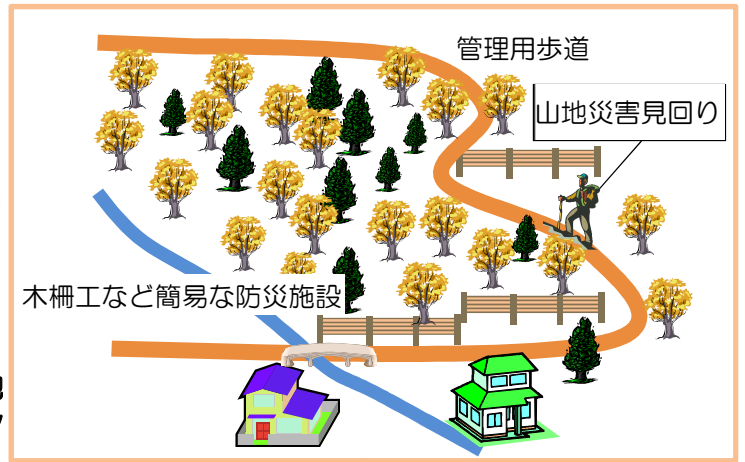 管理用歩道
山地災害見回り
木柵工など簡易な防災施設